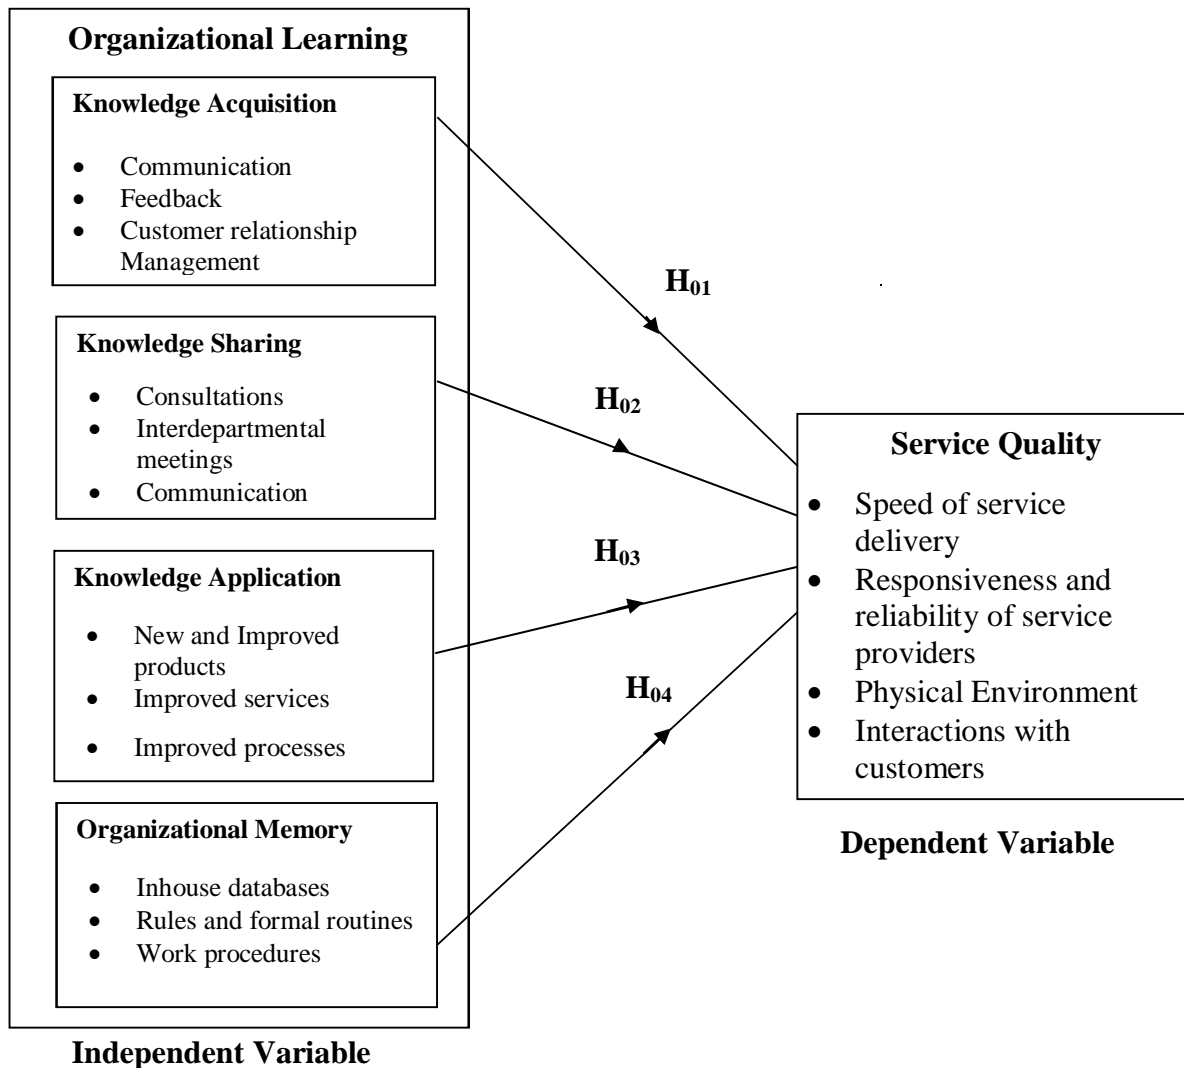 Organizational Learning
Knowledge Acquisition
• Communication
• Feedback
• Customer relationship
Management
Knowledge Sharing
• Consultations
• Interdepartmental
meetings
• Communication
Knowledge Application
• New and Improved
products
• Improved services
• Improved processes
Organizational Memory
• Inhouse databases
• Rules and formal routines
• Work procedures
Independent Variable
H01
H02
H03
H04
Service Quality
• Speed of service
delivery
• Responsiveness and
reliability of service
providers
• Physical Environment
• Interactions with
customers
Dependent Variable